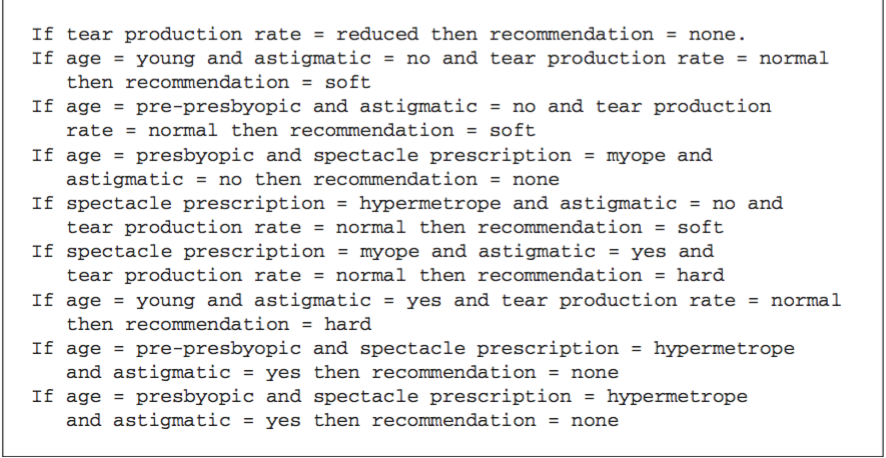 If tear production rate = reduced then recommendation = none.
If age = young and astigmatic = no and tear production rate = normal
then recommendation = soft
If age = pre-presbyopic and astigmatic = no and tear production
rate = normal then recommendation = soft
If age = presbyopic and spectacle prescription = myope and
astigmatic = no then recommendation = none
If spectacle prescription = hypermetrope and astigmatic = no and
tear production rate = normal then recommendation = soft
If spectacle prescription = myope and astigmatic = yes and
tear production rate = normal then recommendation = hard
If age = young and astigmatic = yes and tear production rate = normal
then recommendation = hard
If age = pre-presbyopic and spectacle prescription = hypermetrope
and astigmatic = yes then recommendation = none
If age = presbyopic and spectacle prescription = hypermetrope
and astigmatic = yes then recommendation = none